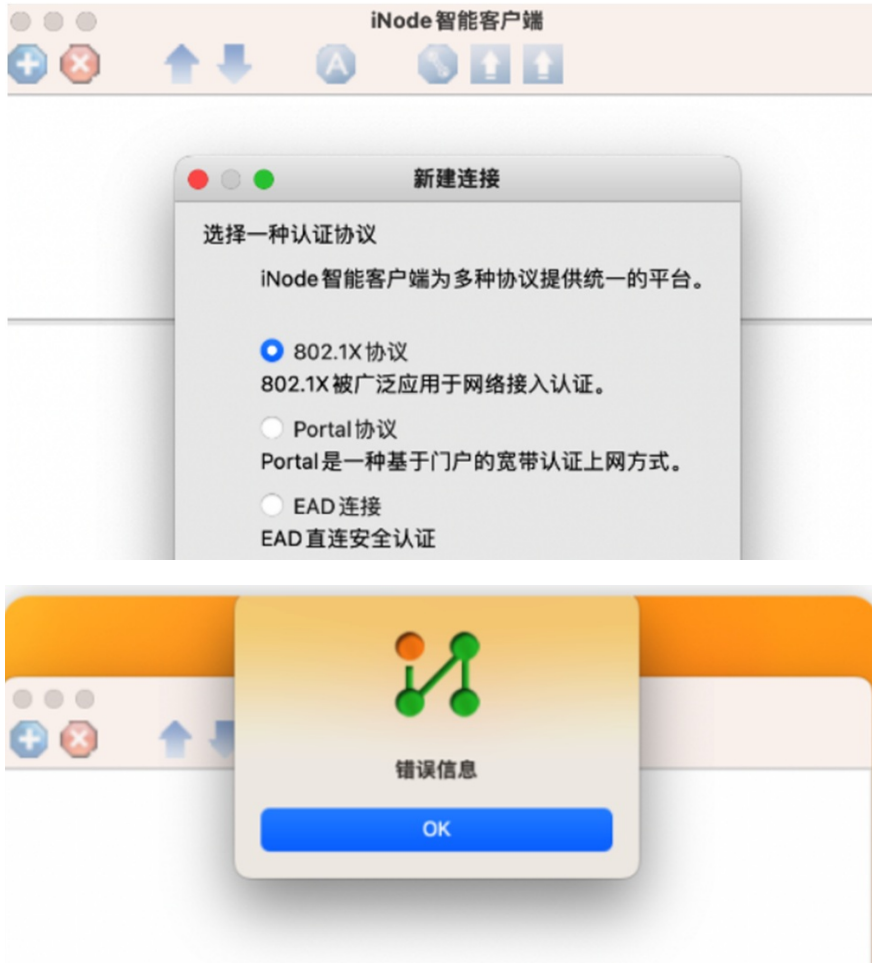 iNode智能客户端
A
新建连接
选择一种认证协议
iNode智能客户端为多种协议提供统一的平台。
802.1X协议
802.1X被广泛应用于网络接入认证。
Portal协议
Portal是一种基于门户的宽带认证上网方式。
EAD连接
EAD直连安全认证
错误信息
OK